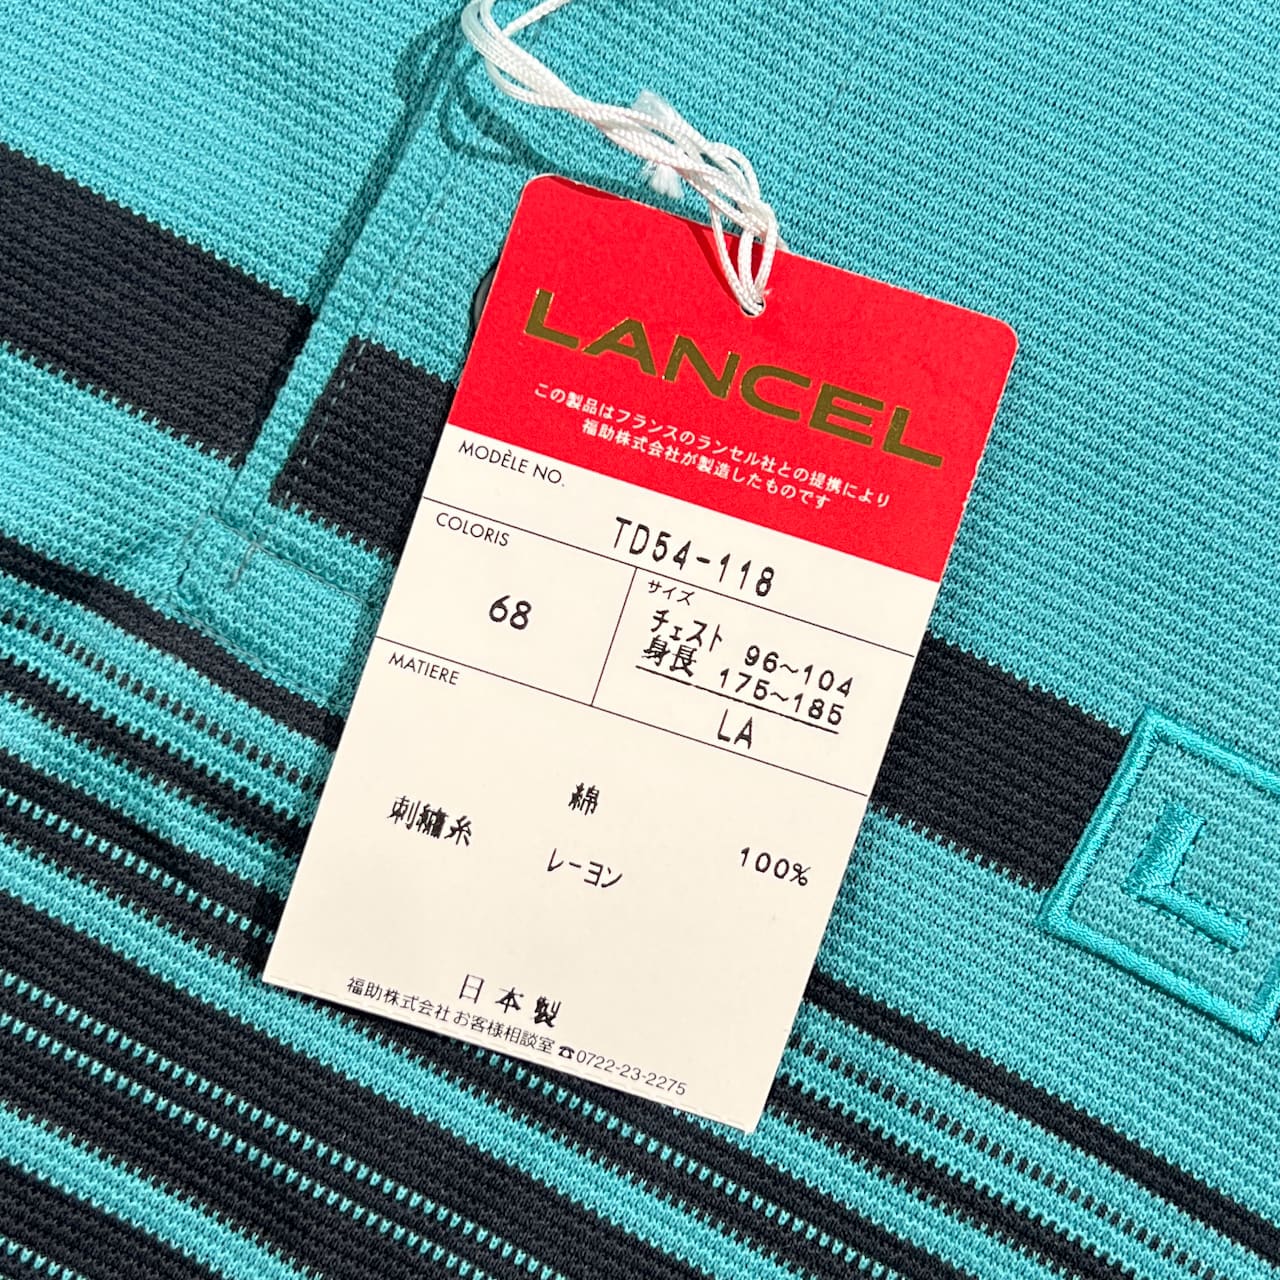 LANCEL
この製品はフランスのランセル社との提携により
福助株式会社が製造したものです
MODÈLE NO.
TD54-118
COLORIS
68
サイズ
チェスト 96~104
身長 175~185
LA
MATIERE
綿 100%
刺繍糸 レーヨン
日本製
福助株式会社 お客様相談室 ☎0722-23-2275
L